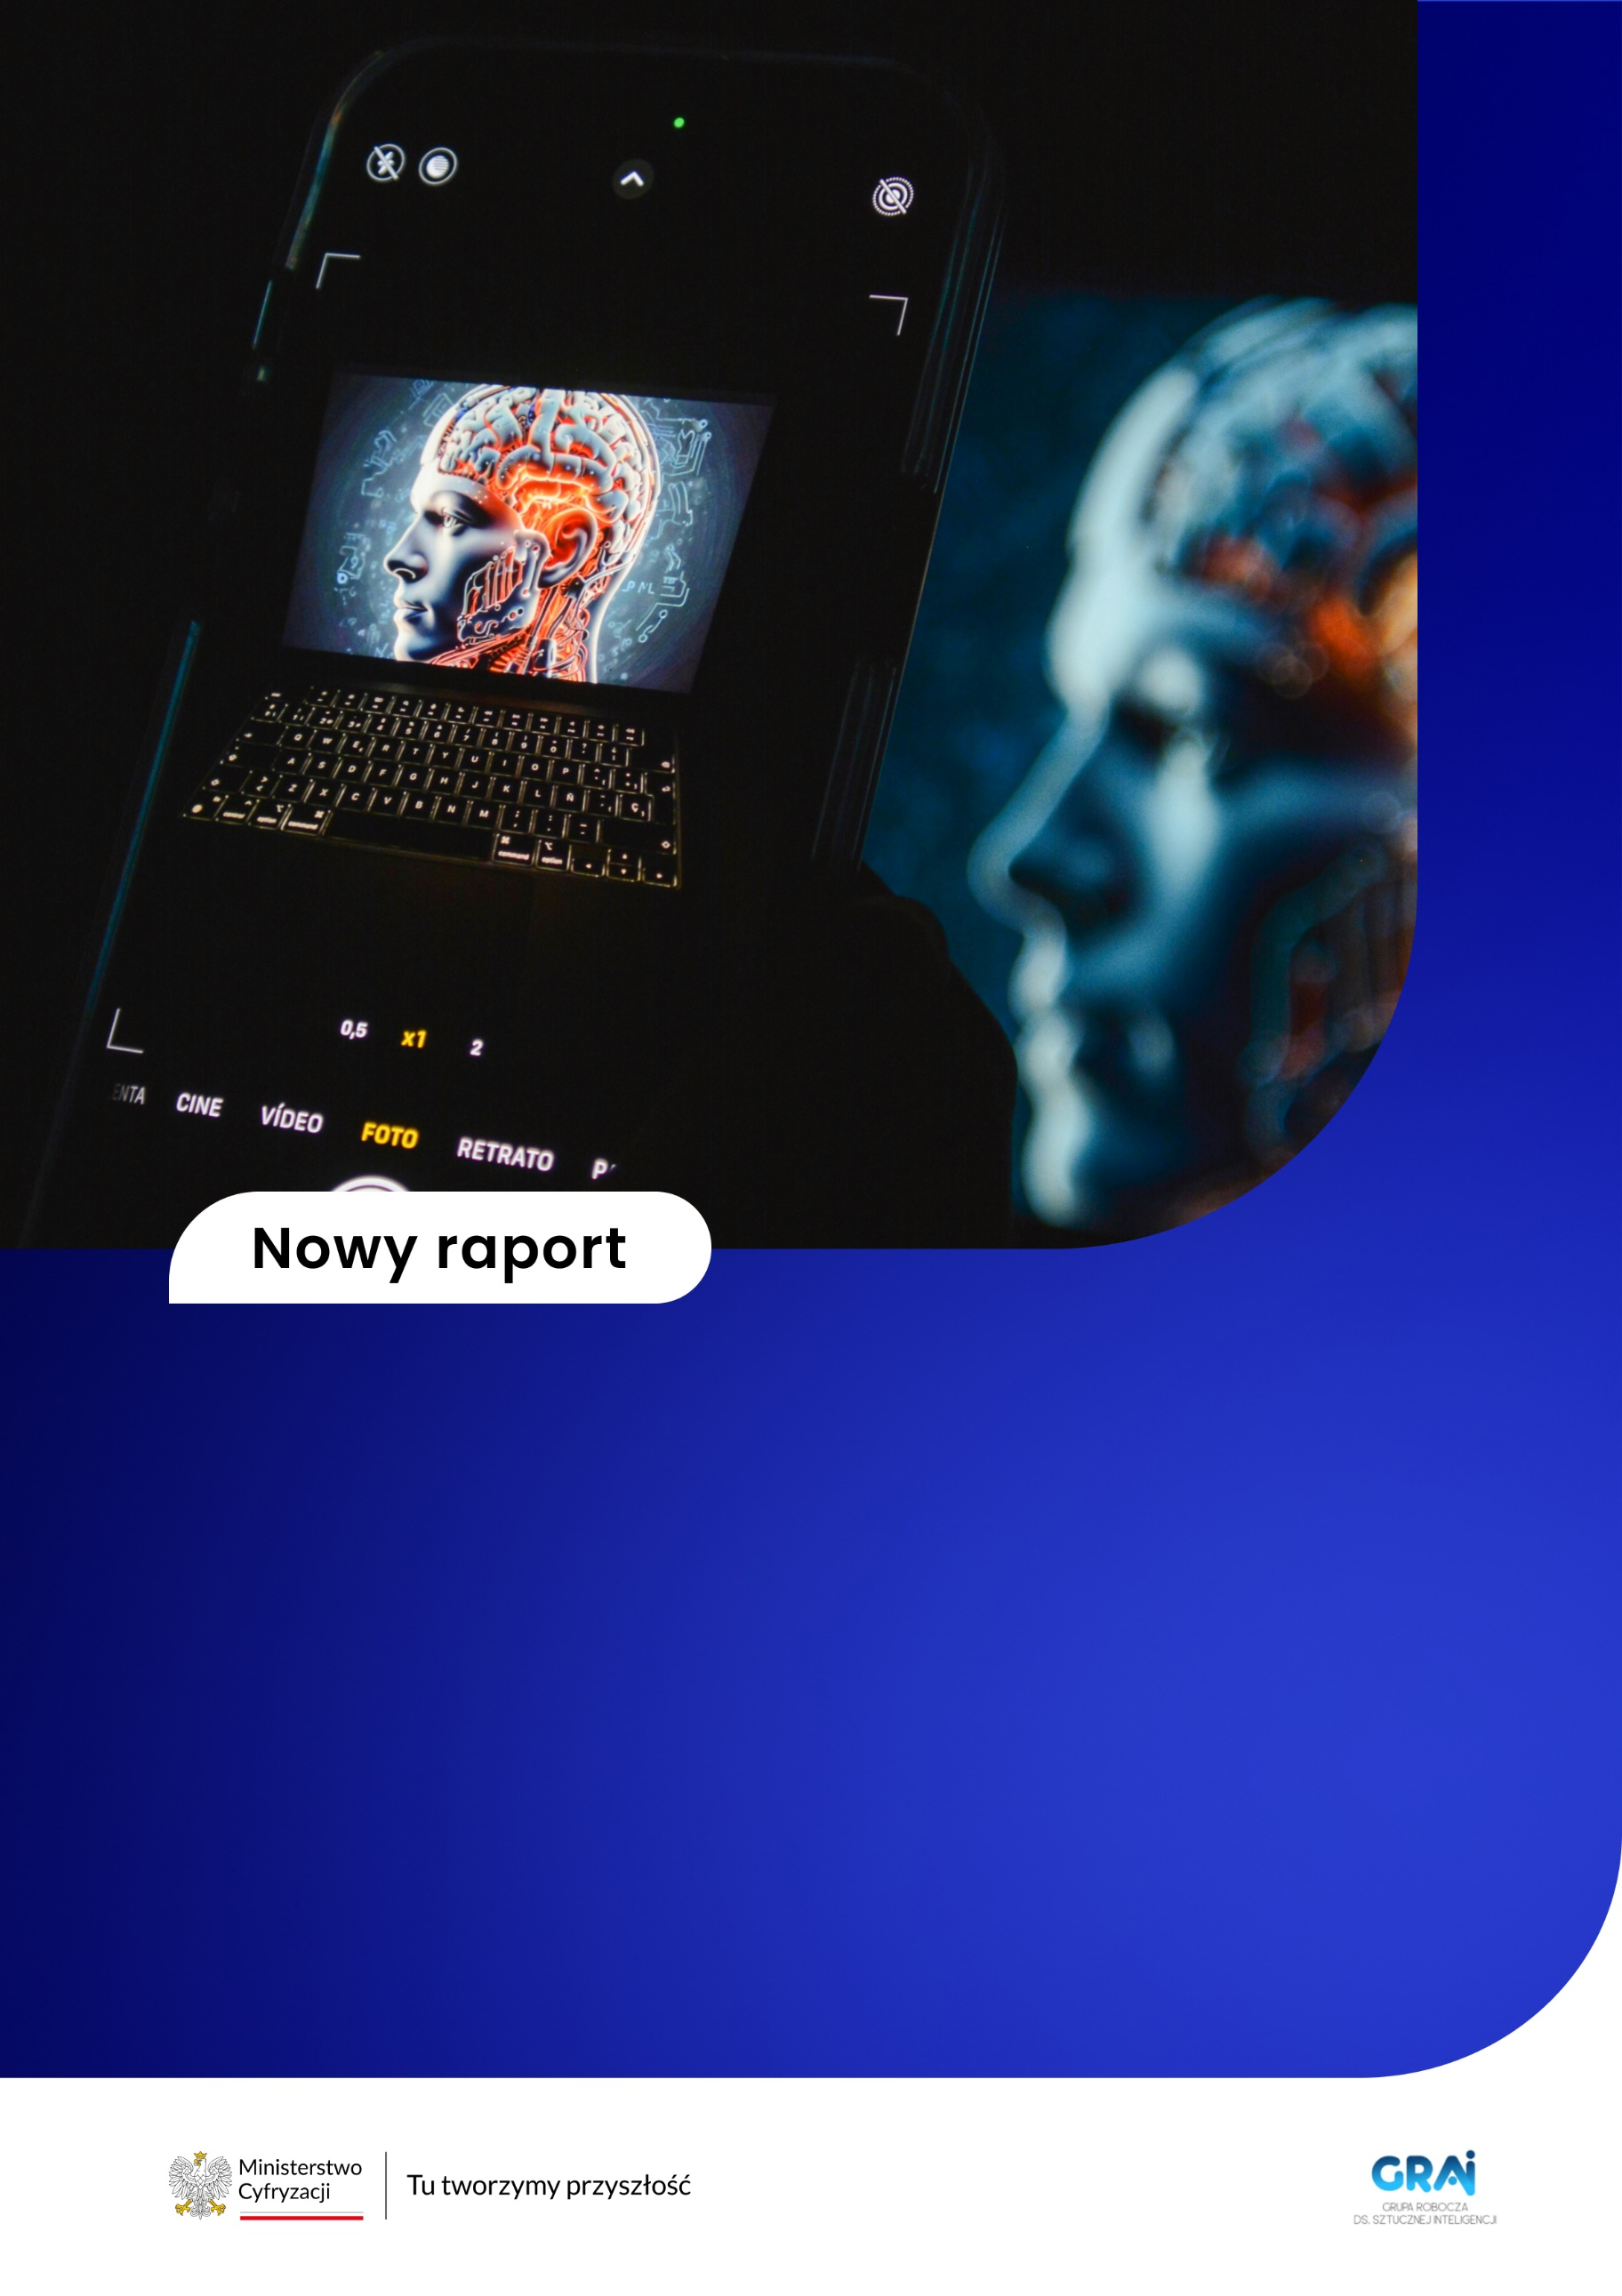 0,5 x1 2
CINE VÍDEO FOTO RETRATO
Nowy raport
Ministerstwo
Cyfryzacji
Tu tworzymy przyszłość
GRAi
GRUPA ROBOCZA
DS. SZTUCZNEJ INTELIGENCJI